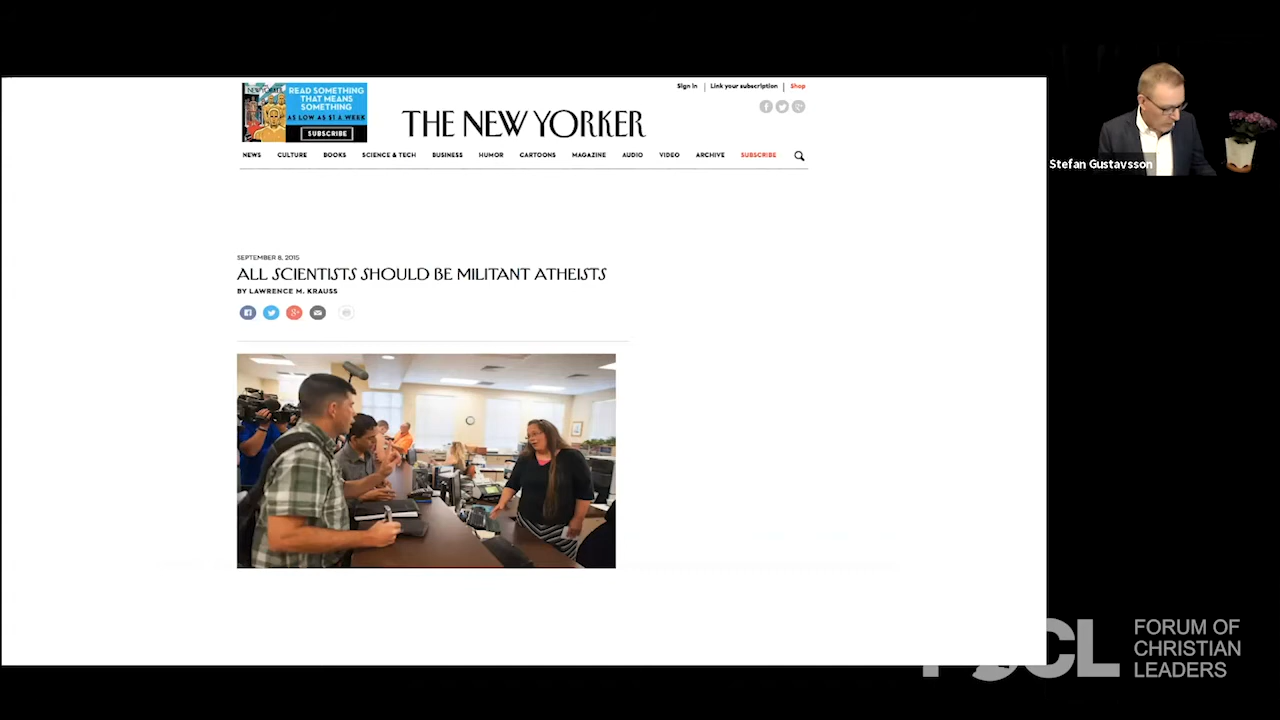 READ SOMETHING
THAT MEANS
SOMETHING
AS LOW AS $1 A WEEK
SUBSCRIBE
Sign in | Link your subscription | Shop
THE NEW YORKER
NEWS CULTURE BOOKS SCIENCE & TECH BUSINESS HUMOR CARTOONS MAGAZINE AUDIO VIDEO ARCHIVE SUBSCRIBE
Stefan Gustavsson
SEPTEMBER 8, 2015
ALL SCIENTISTS SHOULD BE MILITANT ATHEISTS
BY LAWRENCE M. KRAUSS
FORUM OF
CHRISTIAN
LEADERS